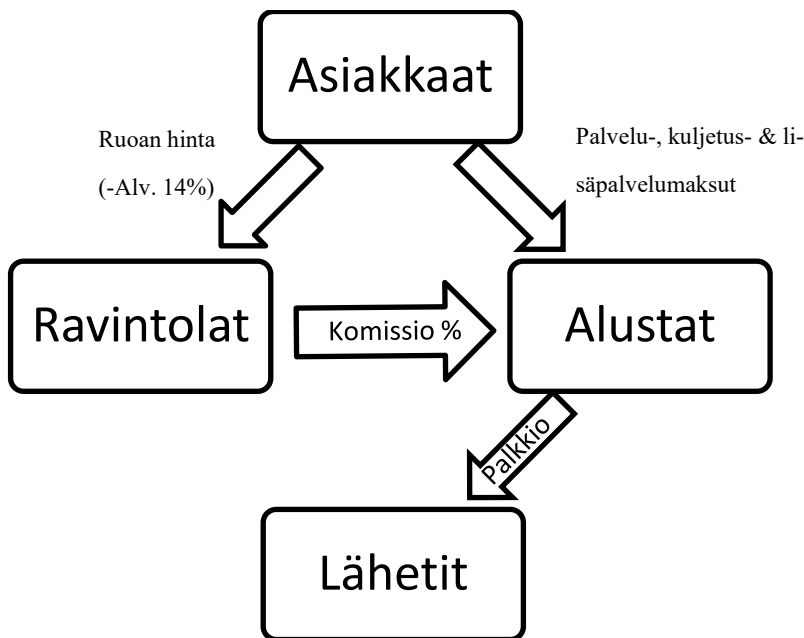 Asiakkaat
Ruoan hinta
(-Alv. 14%)
Palvelu-, kuljetus- & li-
säpalvelumaksut
Ravintolat
Komissio %
Alustat
Palkkio
Lähetit